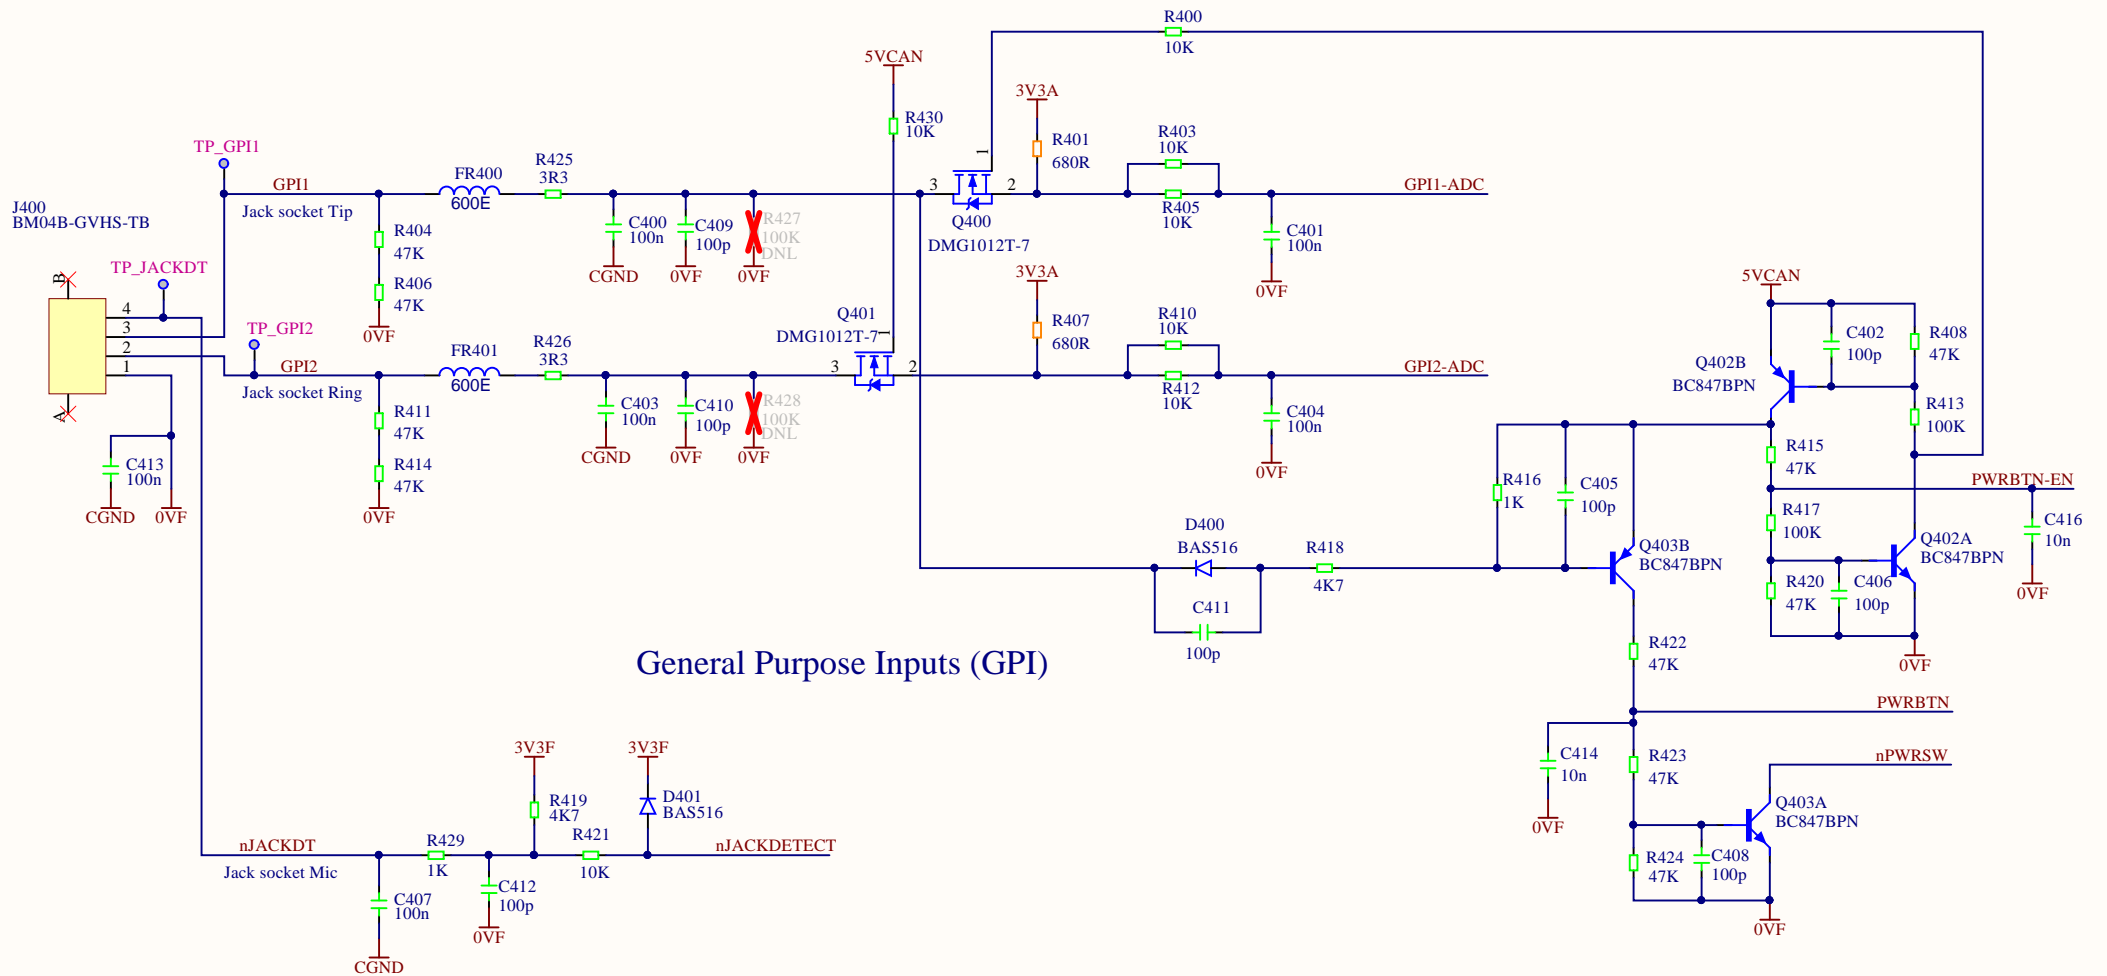 R400
10K
5VCAN
3V3A
R430
10K
R401
680R
R403
10K
TP_GPI1
R425
3R3
FR400
600E
1
3
2
GPI1
Jack socket Tip
GPI1-ADC
R405
10K
J400
BM04B-GVHS-TB
R404
47K
C400
100n
C409
100p
R427
100K
DNL
Q400
DMG1012T-7
C401
100n
TP_JACKDT
CGND
0VF
0VF
3V3A
5VCAN
B
R406
47K
0VF
4
3
2
1
TP_GPI2
Q401
DMG1012T-7
1
R407
680R
R410
10K
0VF
FR401
600E
R426
3R3
C402
100p
R408
47K
Q402B
BC847BPN
GPI2
Jack socket Ring
3
2
GPI2-ADC
R412
10K
A
R411
47K
C403
100n
C410
100p
R428
100K
DNL
C404
100n
R413
100K
CGND
0VF
0VF
0VF
R415
47K
C413
100n
R414
47K
R416
1K
C405
100p
PWRBTN-EN
CGND
0VF
0VF
R417
100K
C416
10n
D400
BAS516
R418
4K7
Q403B
BC847BPN
Q402A
BC847BPN
R420
47K
C406
100p
0VF
C411
100p
General Purpose Inputs (GPI)
R422
47K
0VF
PWRBTN
3V3F
3V3F
C414
10n
R423
47K
nPWRSW
R419
4K7
D401
BAS516
Q403A
BC847BPN
0VF
nJACKDT
Jack socket Mic
R429
1K
R421
10K
nJACKDETECT
R424
47K
C408
100p
C407
100n
C412
100p
0VF
0VF
CGND